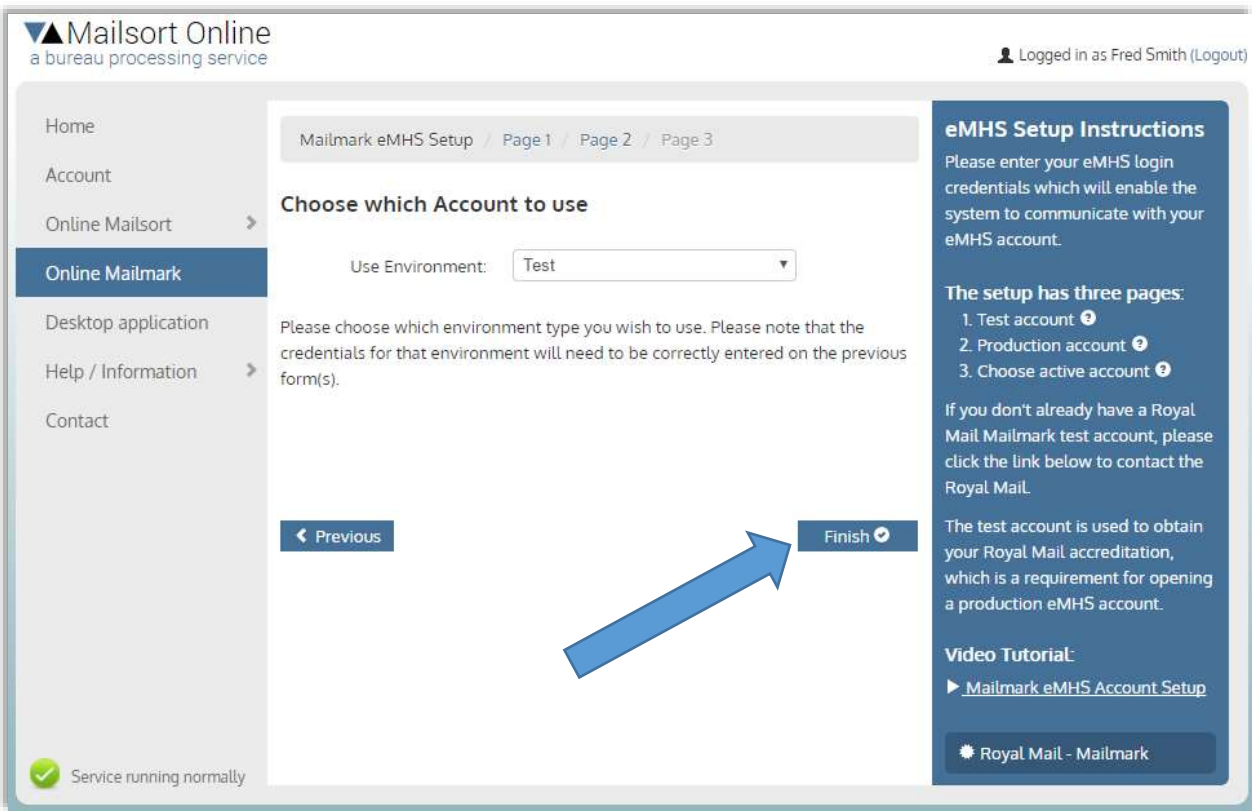 Mailsort Online
a bureau processing service
Logged in as Fred Smith (Logout)
Home
Account
Online Mailsort
Online Mailmark
Desktop application
Help / Information
Contact
Service running normally
Mailmark eMHS Setup / Page 1 / Page 2 / Page 3
Choose which Account to use
Use Environment: Test
Please choose which environment type you wish to use. Please note that the
credentials for that environment will need to be correctly entered on the previous
form(s).
Previous
Finish
eMHS Setup Instructions
Please enter your eMHS login
credentials which will enable the
system to communicate with your
eMHS account.
The setup has three pages:
1. Test account ?
2. Production account ?
3. Choose active account ?
If you don't already have a Royal
Mail Mailmark test account, please
click the link below to contact the
Royal Mail.
The test account is used to obtain
your Royal Mail accreditation,
which is a requirement for opening
a production eMHS account.
Video Tutorial:
Mailmark eMHS Account Setup
Royal Mail - Mailmark